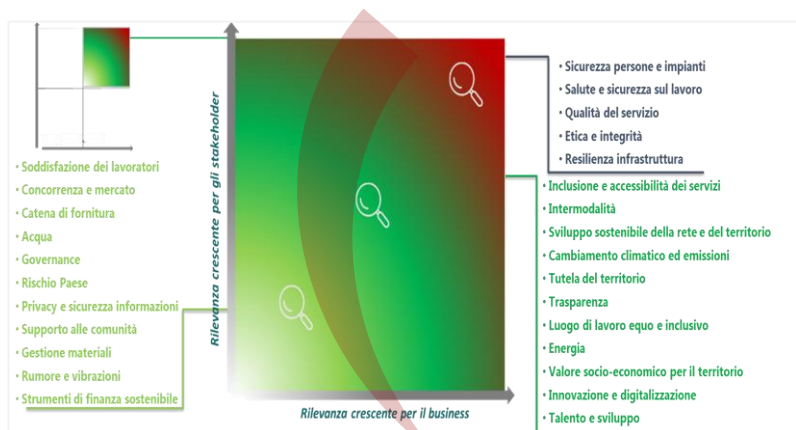 • Soddisfazione dei lavoratori
• Concorrenza e mercato
• Catena di fornitura
• Acqua
• Governance
• Rischio Paese
• Privacy e sicurezza informazioni
• Supporto alle comunità
• Gestione materiali
• Rumore e vibrazioni
• Strumenti di finanza sostenibile
Rilevanza crescente per gli stakeholder
Rilevanza crescente per il business
• Sicurezza persone e impianti
• Salute e sicurezza sul lavoro
• Qualità del servizio
• Etica e integrità
• Resilienza infrastruttura
• Inclusione e accessibilità dei servizi
• Intermodalità
• Sviluppo sostenibile della rete e del territorio
• Cambiamento climatico ed emissioni
• Tutela del territorio
• Trasparenza
• Luogo di lavoro equo e inclusivo
• Energia
• Valore socio-economico per il territorio
• Innovazione e digitalizzazione
• Talento e sviluppo